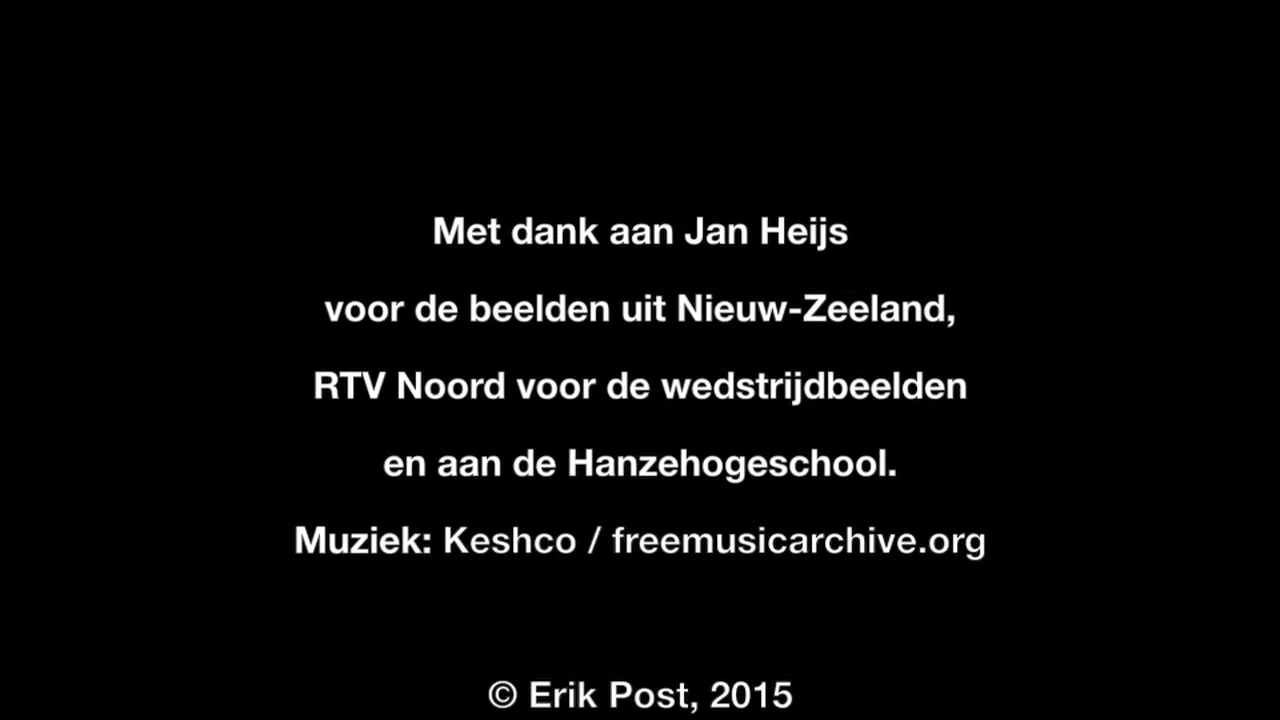 Met dank aan Jan Heijs
voor de beelden uit Nieuw-Zeeland,
RTV Noord voor de wedstrijdbeelden
en aan de Hanzehogeschool.
Muziek: Keshco / freemusicarchive.org
© Erik Post, 2015